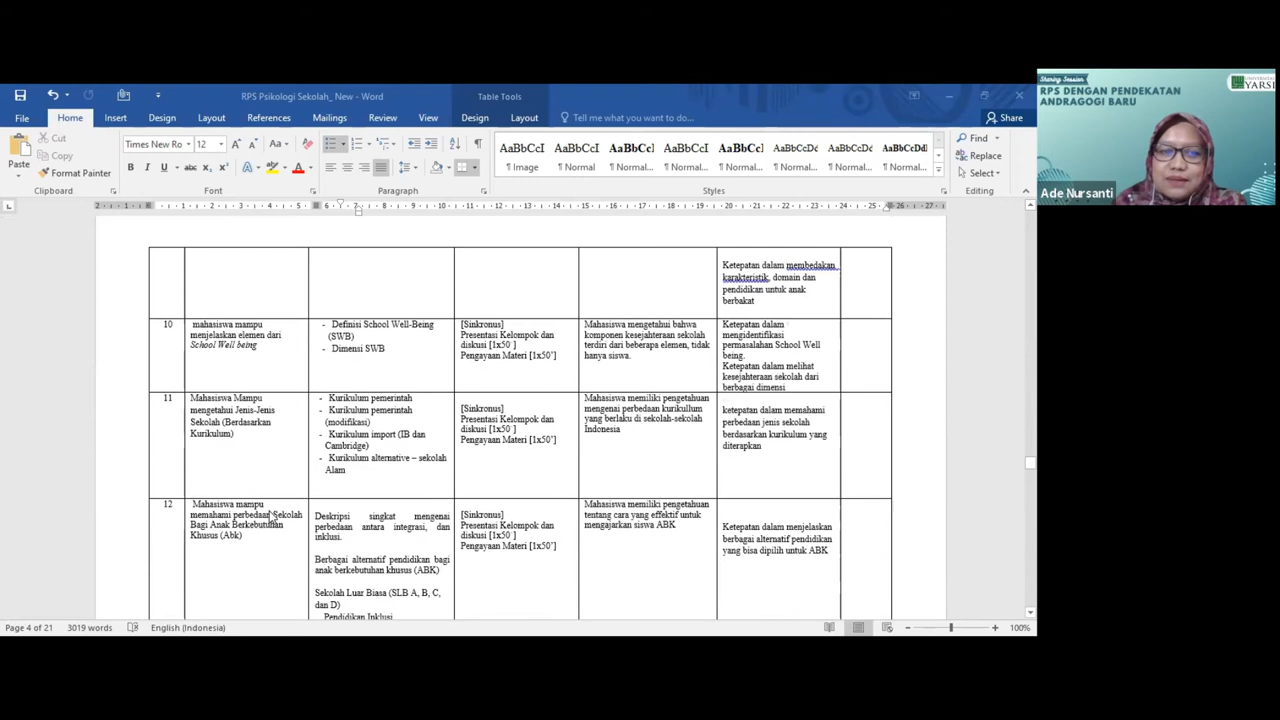 Sharing Session
UNIVERSITAS
YARSI
RPS DENGAN PENDEKATAN
ANDRAGOGI BARU
Ade Nursanti
RPS Psikologi Sekolah_ New - Word
Table Tools
File
Home
Insert
Design
Layout
References
Mailings
Review
View
Design
Layout
Tell me what you want to do...
Share
Paste
Cut
Copy
Format Painter
Times New Ro
12
AaBbCcI
¶ Image
AaBbCcI
¶ Normal
AaBbCcI
¶ Normal
AaBbCcI
¶ Normal
AaBbCcI
¶ Normal
AaBbCcDd
¶ Normal...
AaBbCcDd
¶ Normal...
AaBbCcDd
¶ Normal...
Find
Replace
Select
Clipboard
Font
Paragraph
Styles
Editing
Ketepatan dalam membedakan
karakteristik, domain dan
pendidikan untuk anak
berbakat
10
mahasiswa mampu
menjelaskan elemen dari
School Well being
- Definisi School Well-Being
(SWB)
- Dimensi SWB
[Sinkronus]
Presentasi Kelompok dan
diskusi [1x50`]
Pengayaan Materi [1x50’]
Mahasiswa mengetahui bahwa
komponen kesejahteraan sekolah
terdiri dari beberapa elemen, tidak
hanya siswa.
Ketepatan dalam
mengidentifikasi
permasalahan School Well
being.
Ketepatan dalam melihat
kesejahteraan sekolah dari
berbagai dimensi
11
Mahasiswa Mampu
mengetahui Jenis-Jenis
Sekolah (Berdasarkan
Kurikulum)
- Kurikulum pemerintah
- Kurikulum pemerintah
(modifikasi)
- Kurikulum import (IB dan
Cambridge)
- Kurikulum alternative – sekolah
Alam
[Sinkronus]
Presentasi Kelompok dan
diskusi [1x50`]
Pengayaan Materi [1x50’]
Mahasiswa memiliki pengetahuan
mengenai perbedaan kurikullum
yang berlaku di sekolah-sekolah
Indonesia
ketepatan dalam memahami
perbedaan jenis sekolah
berdasarkan kurikulum yang
diterapkan
12
Mahasiswa mampu
memahami perbedaan Sekolah
Bagi Anak Berkebutuhan
Khusus (Abk)
Deskripsi singkat mengenai
perbedaan antara integrasi, dan
inklusi.
Berbagai alternatif pendidikan bagi
anak berkebutuhan khusus (ABK)
Sekolah Luar Biasa (SLB A, B, C,
dan D)
Pendidikan Inklusi
[Sinkronus]
Presentasi Kelompok dan
diskusi [1x50`]
Pengayaan Materi [1x50’]
Mahasiswa memiliki pengetahuan
tentang cara yang effektif untuk
mengajarkan siswa ABK
Ketepatan dalam menjelaskan
berbagai alternatif pendidikan
yang bisa dipilih untuk ABK
Page 4 of 21
3019 words
English (Indonesia)
100%